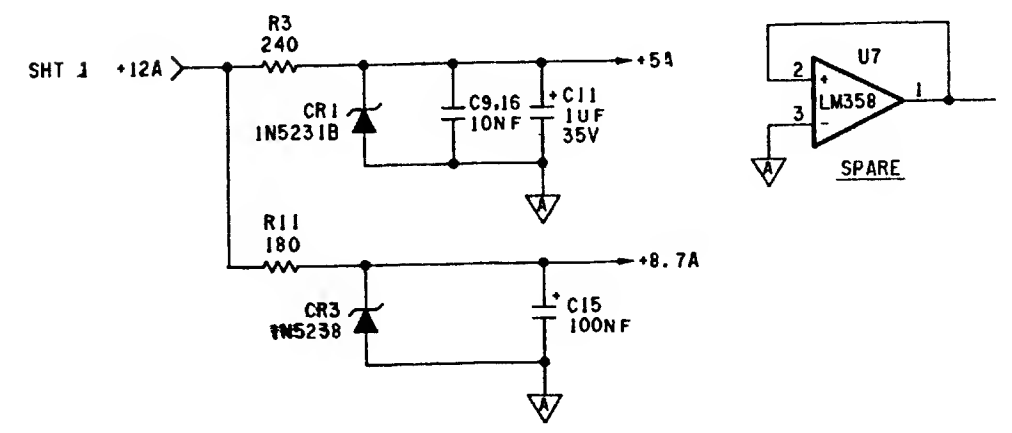 R3
240
SHT 1 +12A
+5A
CR1
1N5231B
C9,16
10NF
+ C11
1UF
35V
A
R11
180
+8.7A
CR3
1N5238
+ C15
100NF
A
U7
2 +
LM358
1
3 -
A
SPARE